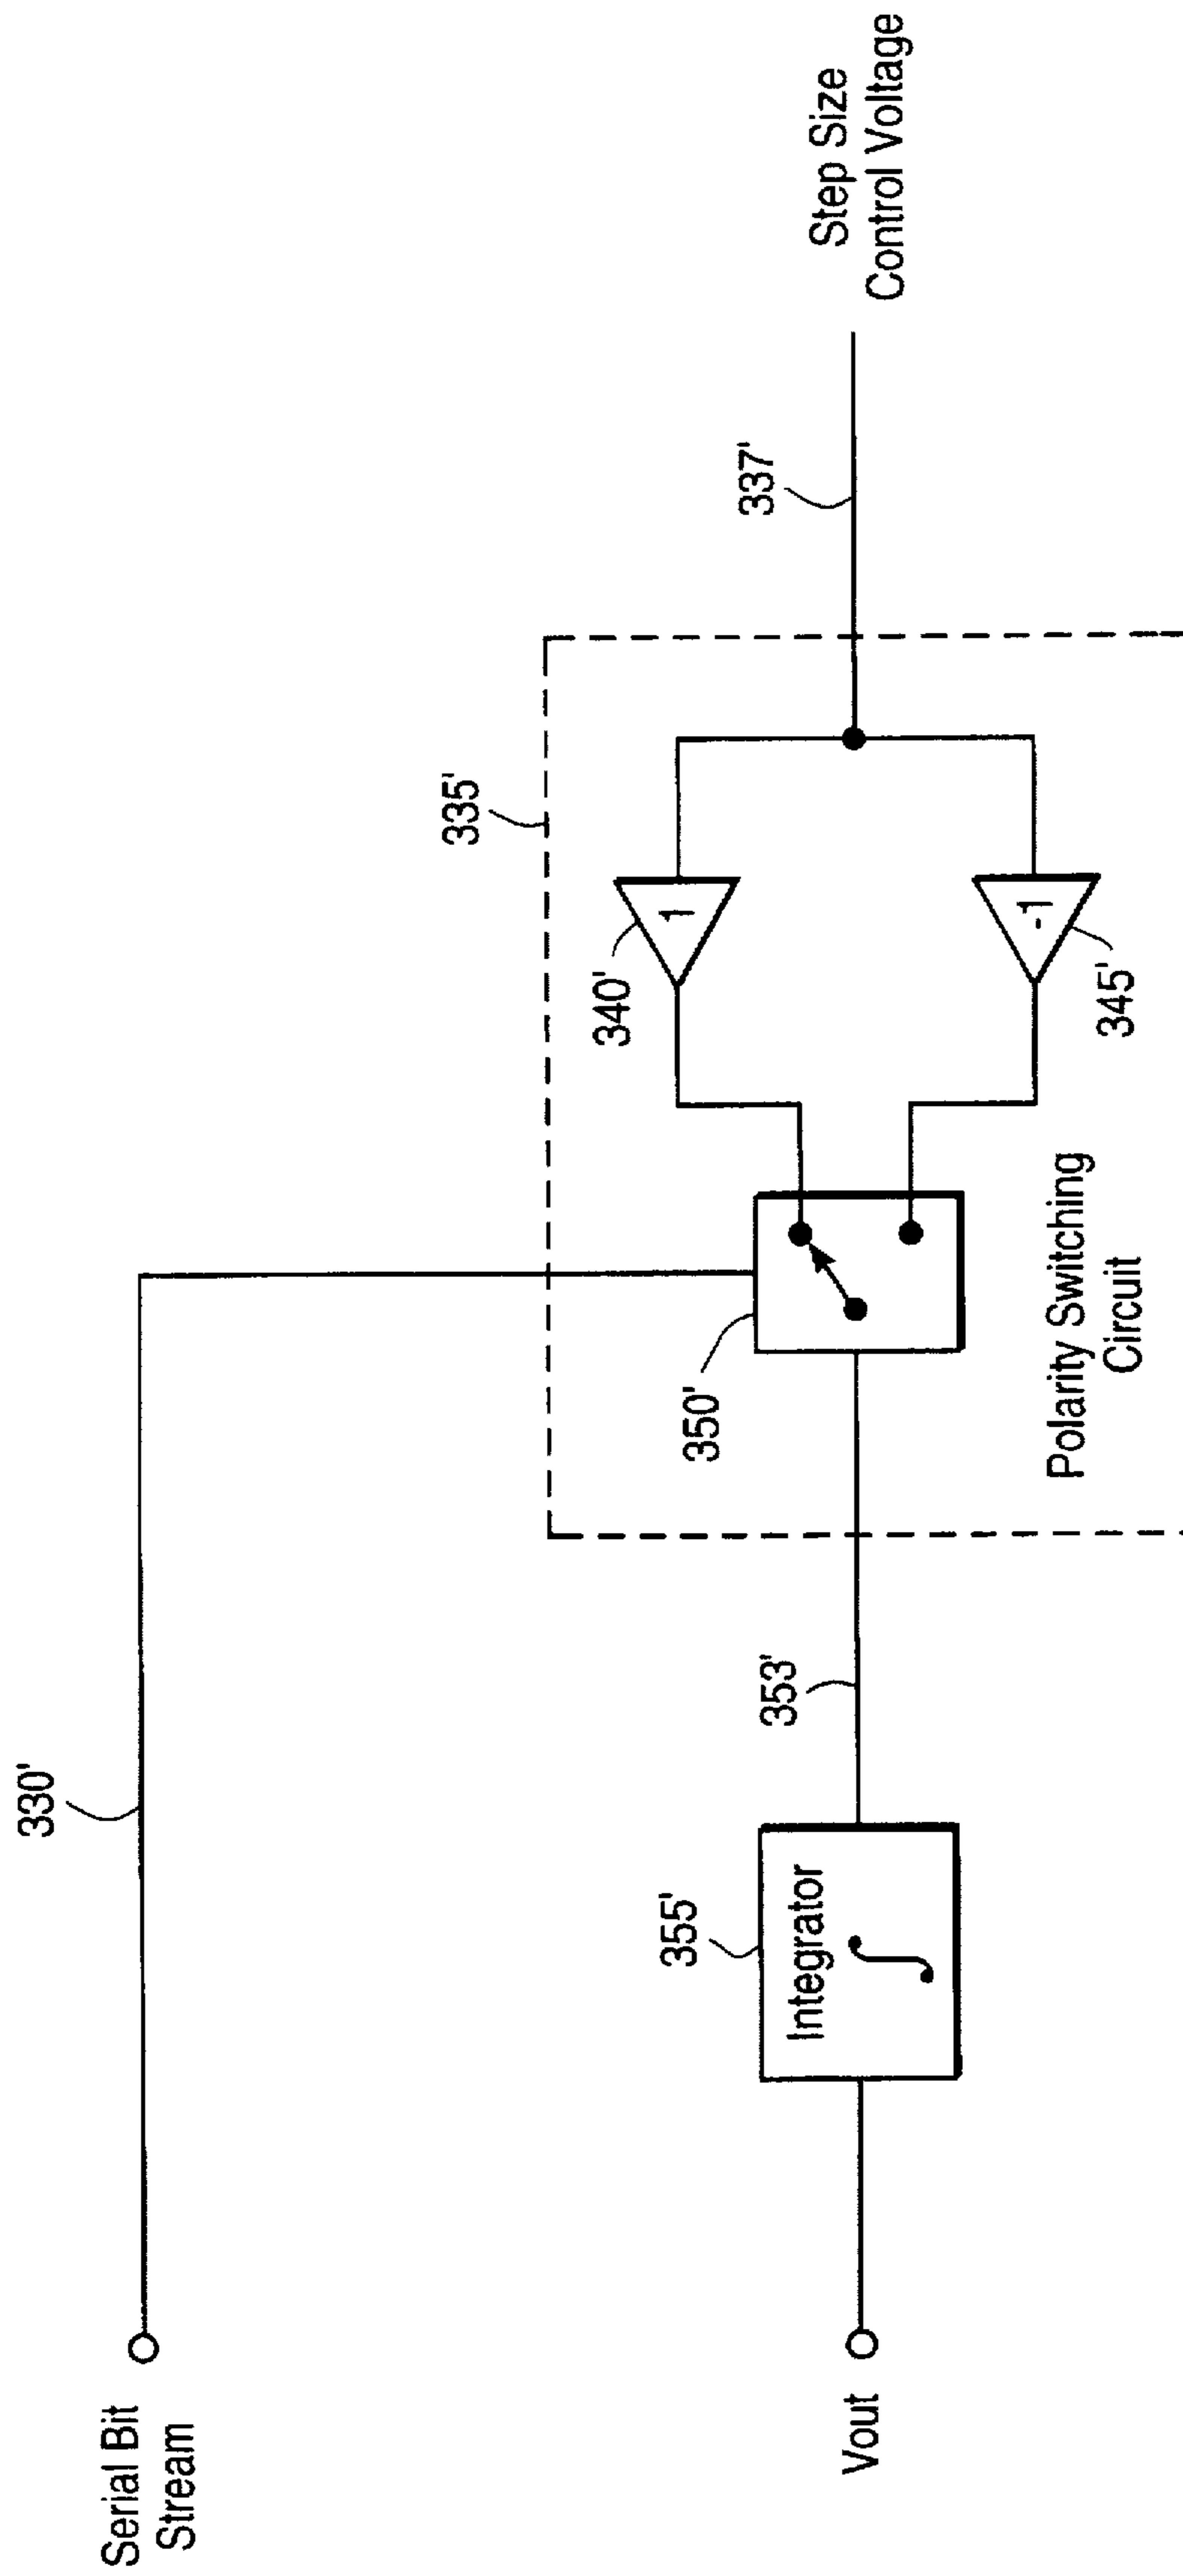 Serial Bit
Stream
330'
Vout
355'
Integrator
∫
353'
335'
350'
340'
1
345'
-1
Polarity Switching
Circuit
337'
Step Size
Control Voltage